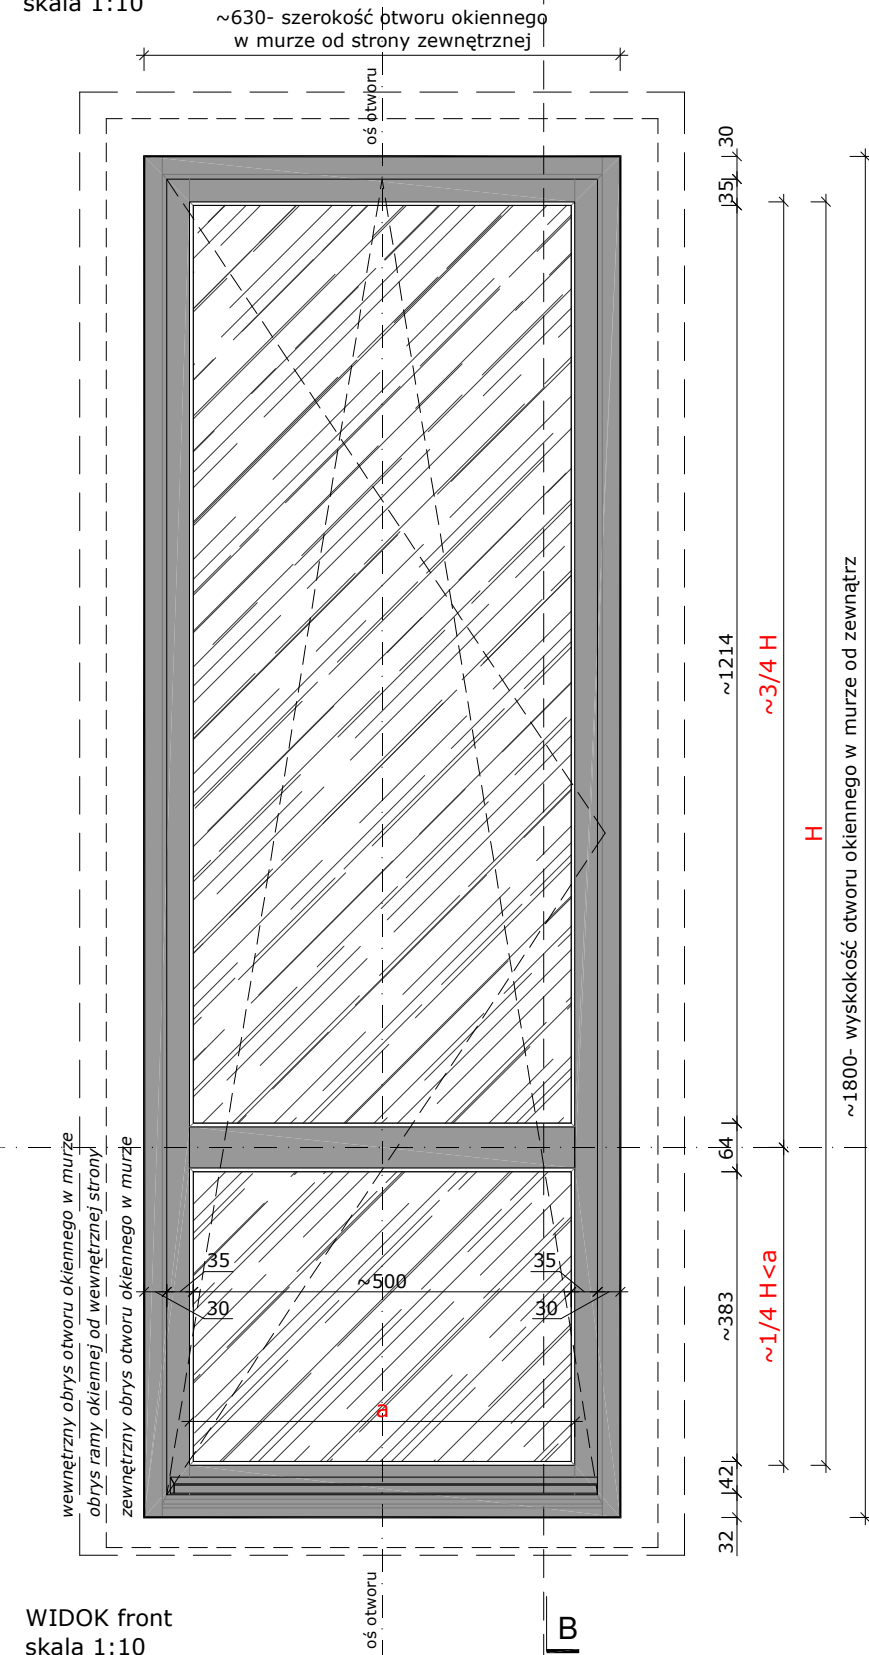 skala 1:10
~630- szerokość otworu okiennego
w murze od strony zewnętrznej
oś otworu
30
35
~1214
~3/4 H
H
~1800- wyskokość otworu okiennego w murze od zewnątrz
64
wewnętrzny obrys otworu okiennego w murze
obrys ramy okiennej od wewnętrznej strony
zewnętrzny obrys otworu okiennego w murze
35
35
~500
30
30
~383
~1/4 H<a
a
42
32
oś otworu
WIDOK front
skala 1:10
B